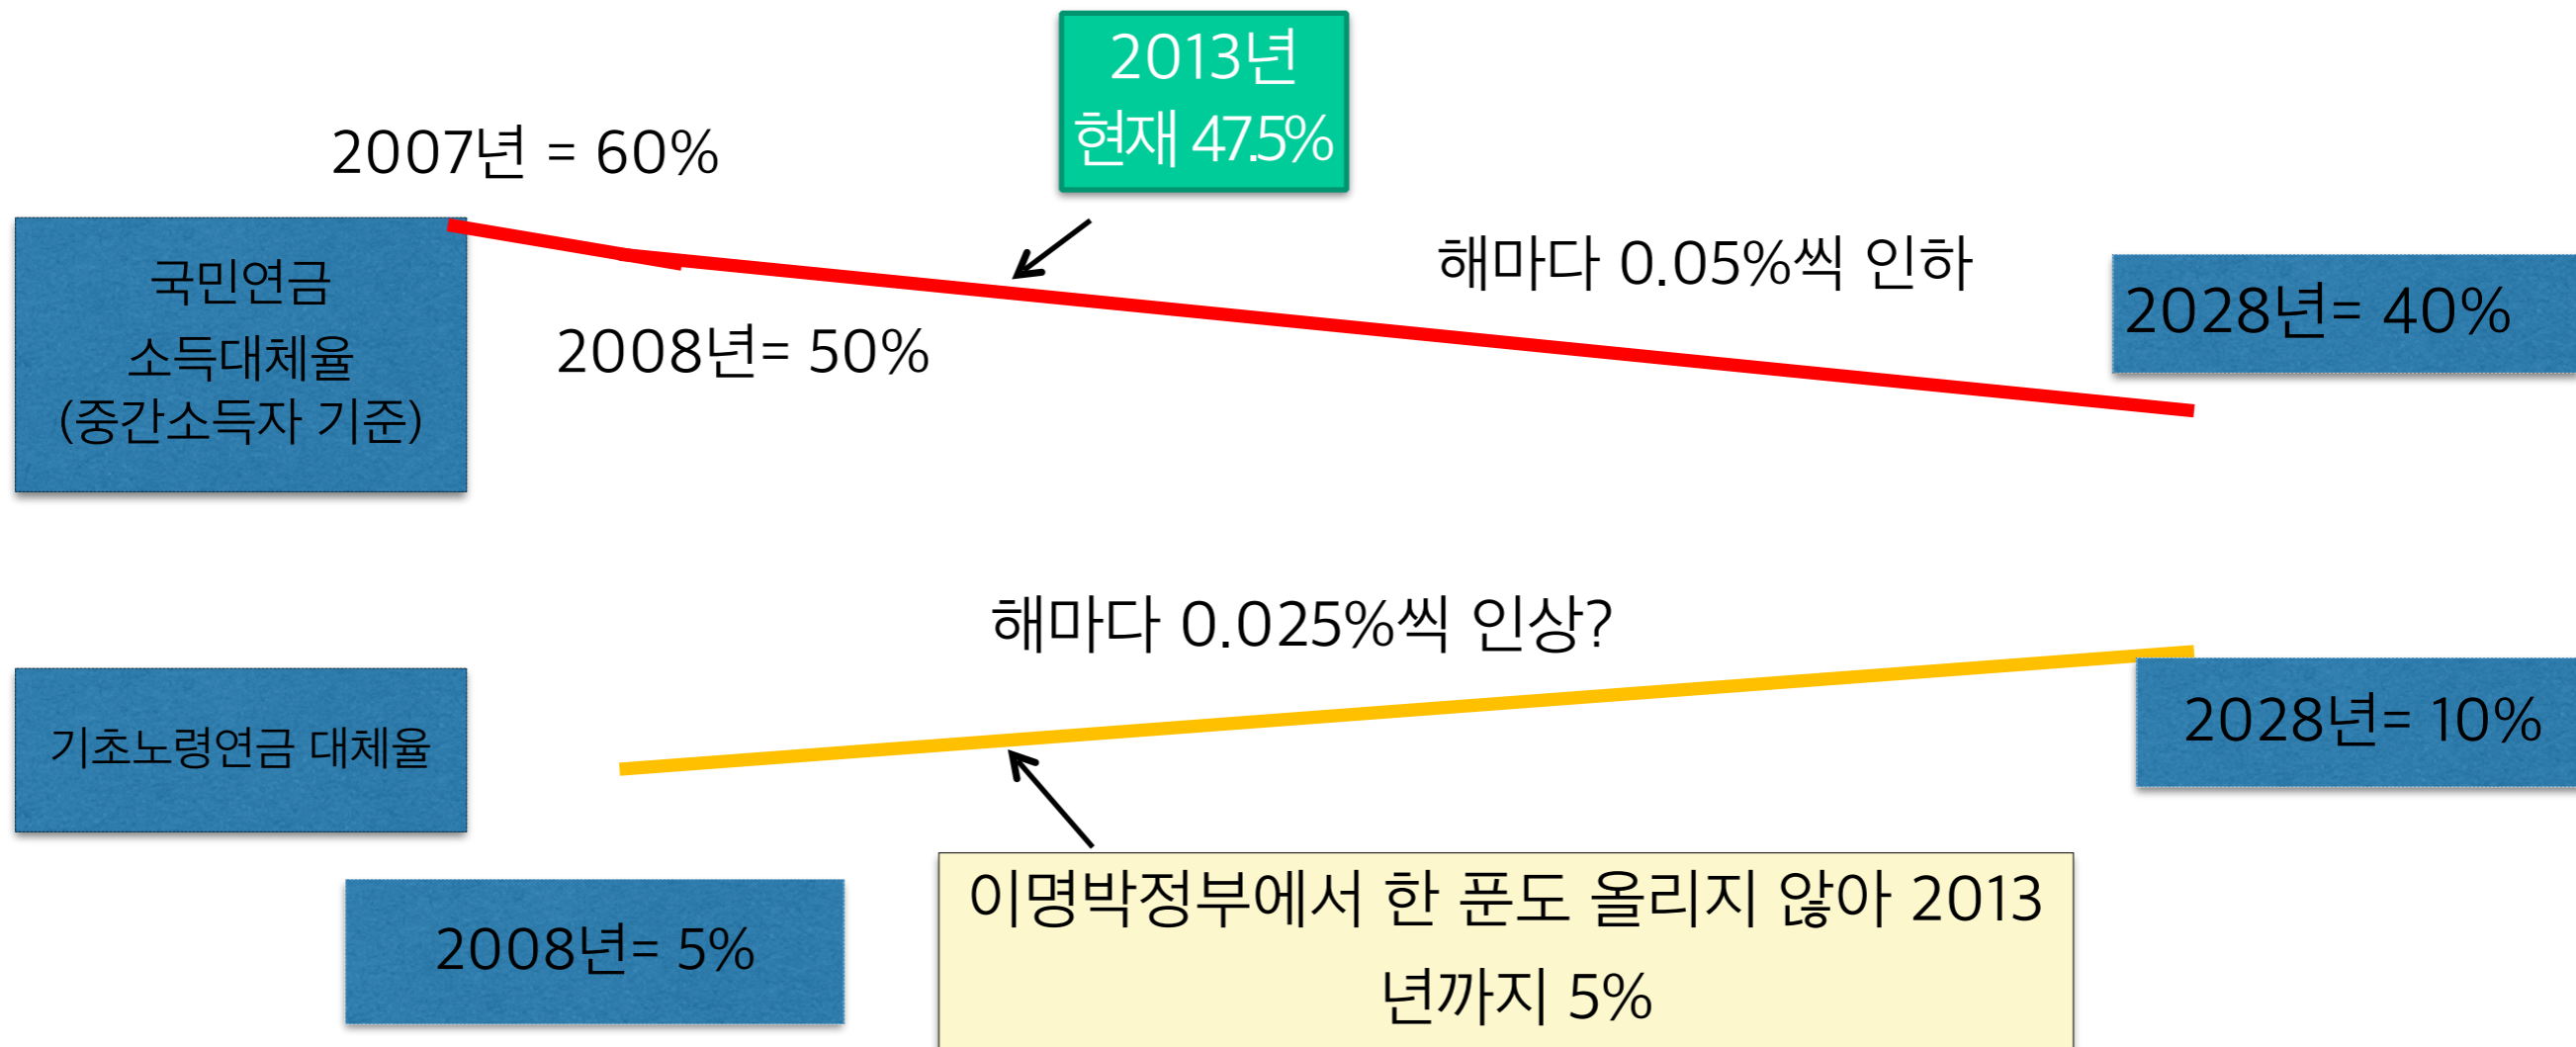 2013년
현재 47.5%
2007년 = 60%
국민연금
소득대체율
(중간소득자 기준)
2008년= 50%
해마다 0.05%씩 인하
2028년= 40%
해마다 0.025%씩 인상?
기초노령연금 대체율
2028년= 10%
2008년= 5%
이명박정부에서 한 푼도 올리지 않아 2013
년까지 5%